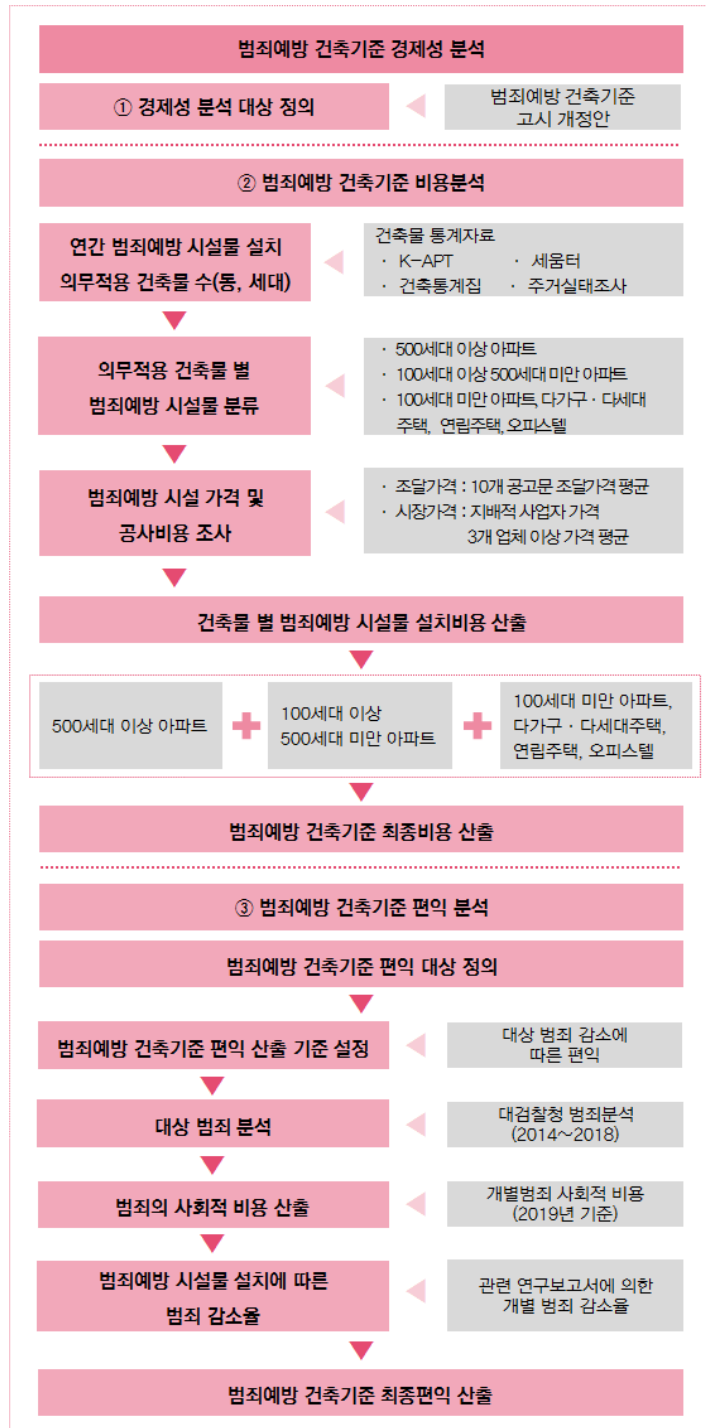 범죄예방 건축기준 경제성 분석
① 경제성 분석 대상 정의
범죄예방 건축기준
고시 개정안
② 범죄예방 건축기준 비용분석
연간 범죄예방 시설물 설치
의무적용 건축물 수(동, 세대)
건축물 통계자료
· K-APT · 세움터
· 건축통계집 · 주거실태조사
의무적용 건축물 별
범죄예방 시설물 분류
· 500세대 이상 아파트
· 100세대 이상 500세대 미만 아파트
· 100세대 미만 아파트, 다가구 · 다세대
주택, 연립주택, 오피스텔
범죄예방 시설 가격 및
공사비용 조사
· 조달가격 : 10개 공고문 조달가격 평균
· 시장가격 : 지배적 사업자 가격
3개 업체 이상 가격 평균
건축물 별 범죄예방 시설물 설치비용 산출
500세대 이상 아파트
100세대 이상
500세대 미만 아파트
100세대 미만 아파트,
다가구 · 다세대주택,
연립주택, 오피스텔
범죄예방 건축기준 최종비용 산출
③ 범죄예방 건축기준 편익 분석
범죄예방 건축기준 편익 대상 정의
범죄예방 건축기준 편익 산출 기준 설정
대상 범죄 감소에
따른 편익
대상 범죄 분석
대검찰청 범죄분석
(2014~2018)
범죄의 사회적 비용 산출
개별범죄 사회적 비용
(2019년 기준)
범죄예방 시설물 설치에 따른
범죄 감소율
관련 연구보고서에 의한
개별 범죄 감소율
범죄예방 건축기준 최종편익 산출